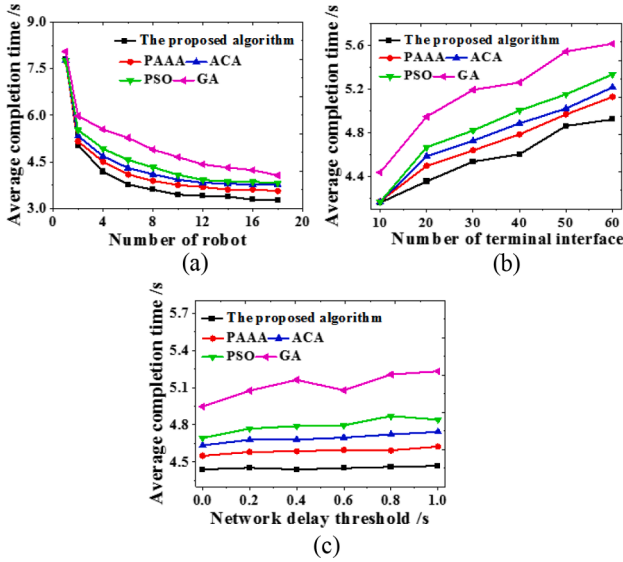 Average completion time /s
9.0
7.5
6.0
4.5
3.0
The proposed algorithm
PAAA ACA
PSO GA
0 4 8 12 16 20
Number of robot
(a)
Average completion time /s
5.6
5.2
4.8
4.4
The proposed algorithm
PAAA ACA
PSO GA
10 20 30 40 50 60
Number of terminal interface
(b)
Average completion time /s
5.7
5.4
5.1
4.8
4.5
The proposed algorithm
PAAA ACA
PSO GA
0.0 0.2 0.4 0.6 0.8 1.0
Network delay threshold /s
(c)